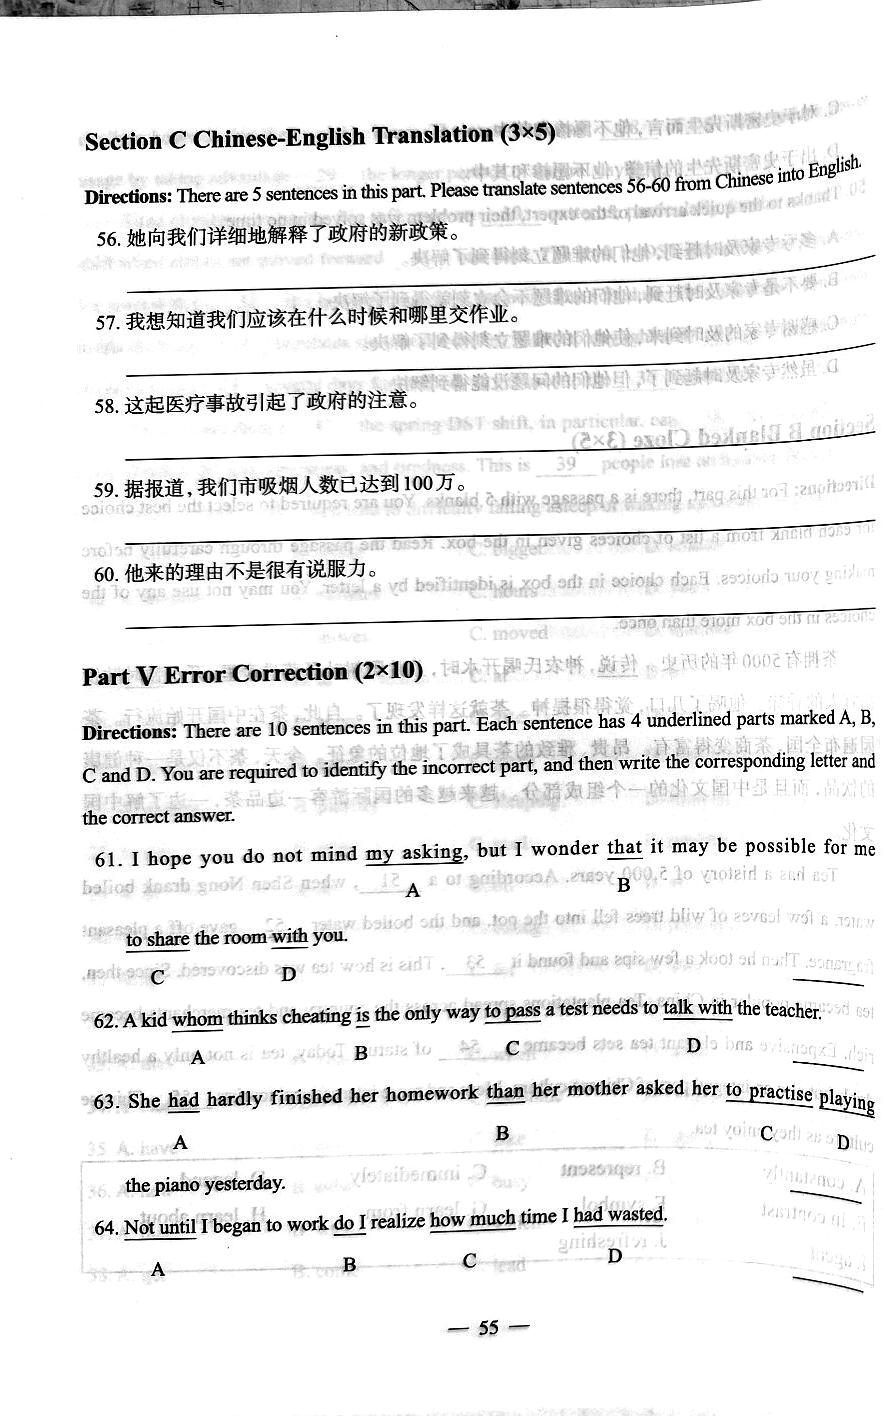 Section C Chinese-English Translation (3×5)
Directions: There are 5 sentences in this part. Please translate sentences 56-60 from Chinese into English.
56. 她向我们详细地解释了政府的新政策。
57. 我想知道我们应该在什么时候和哪里交作业。
58. 这起医疗事故引起了政府的注意。
59. 据报道，我们市吸烟人数已达到100万。
60. 他来的理由不是很有说服力。
Part V Error Correction (2×10)
Directions: There are 10 sentences in this part. Each sentence has 4 underlined parts marked A, B,
C and D. You are required to identify the incorrect part, and then write the corresponding letter and
the correct answer.
61. I hope you do not mind my asking, but I wonder that it may be possible for me
A B
to share the room with you.
C D
62. A kid whom thinks cheating is the only way to pass a test needs to talk with the teacher.
A B C D
63. She had hardly finished her homework than her mother asked her to practise playing
A B C D
the piano yesterday.
64. Not until I began to work do I realize how much time I had wasted.
A B C D
— 55 —